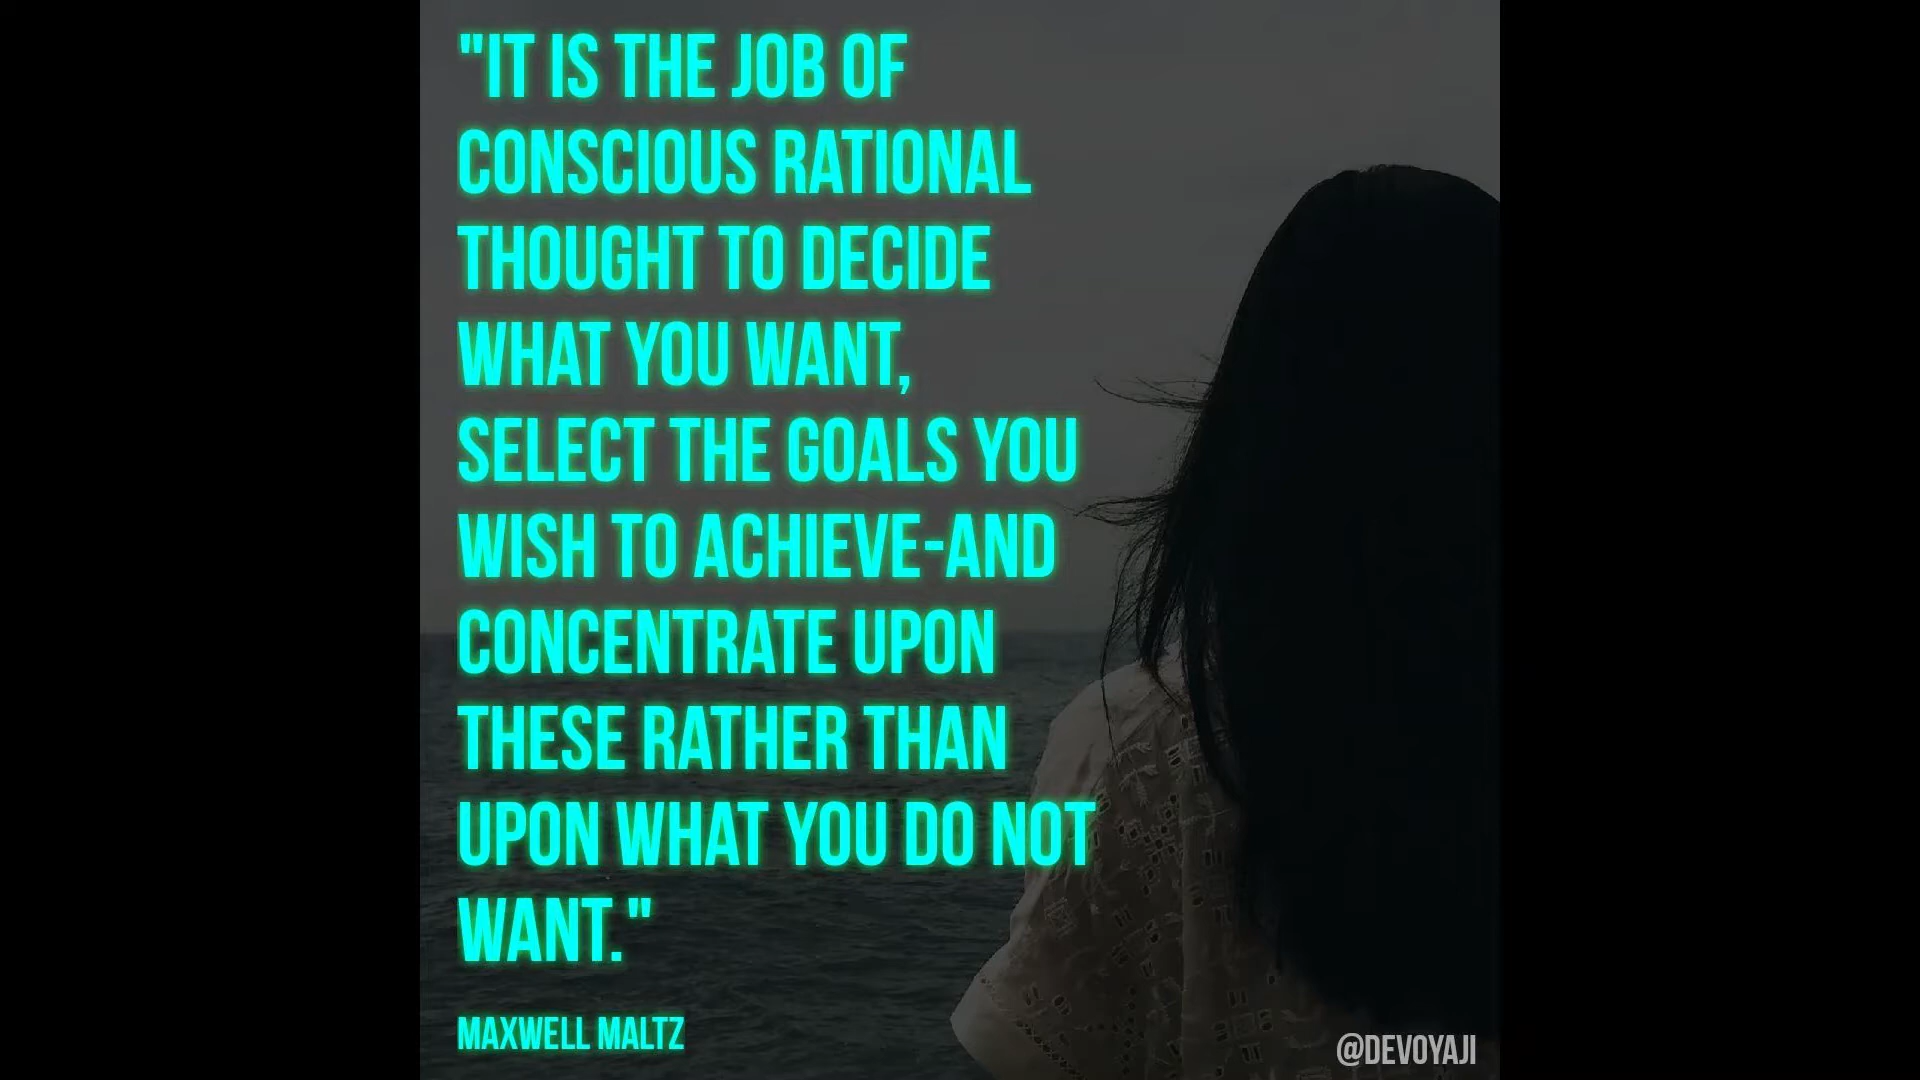 "IT IS THE JOB OF
CONSCIOUS RATIONAL
THOUGHT TO DECIDE
WHAT YOU WANT,
SELECT THE GOALS YOU
WISH TO ACHIEVE-AND
CONCENTRATE UPON
THESE RATHER THAN
UPON WHAT YOU DO NOT
WANT."
MAXWELL MALTZ
@DEVOYAJI